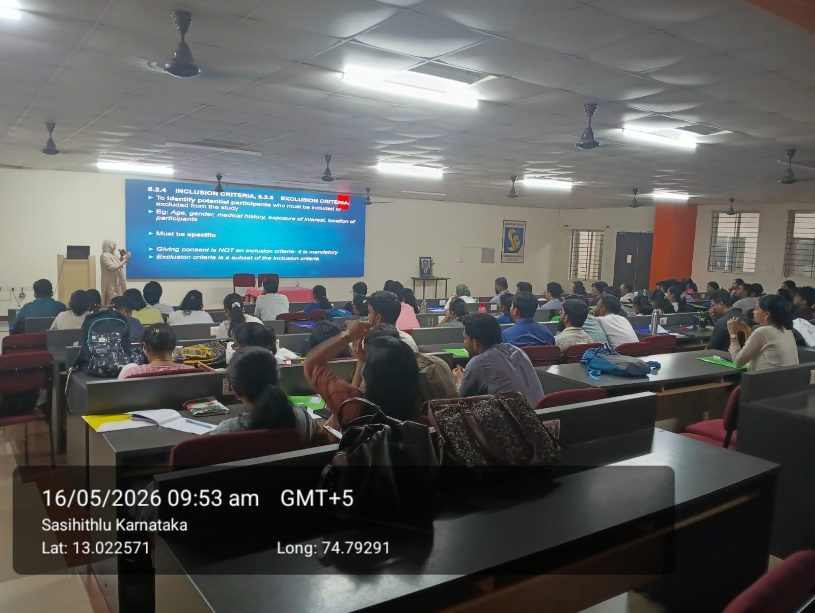 6.2.4 INCLUSION CRITERIA, 6.2.5 EXCLUSION CRITERIA:
To identify potential participants who must be included or
excluded from the study
Eg: Age, gender, medical history, exposure of interest, location of
participants
Must be specific
Giving consent is NOT an inclusion criteria- it is mandatory
Exclusion criteria is a subset of the inclusion criteria
16/05/2026 09:53 am GMT+5
Sasihithlu Karnataka
Lat: 13.022571 Long: 74.79291